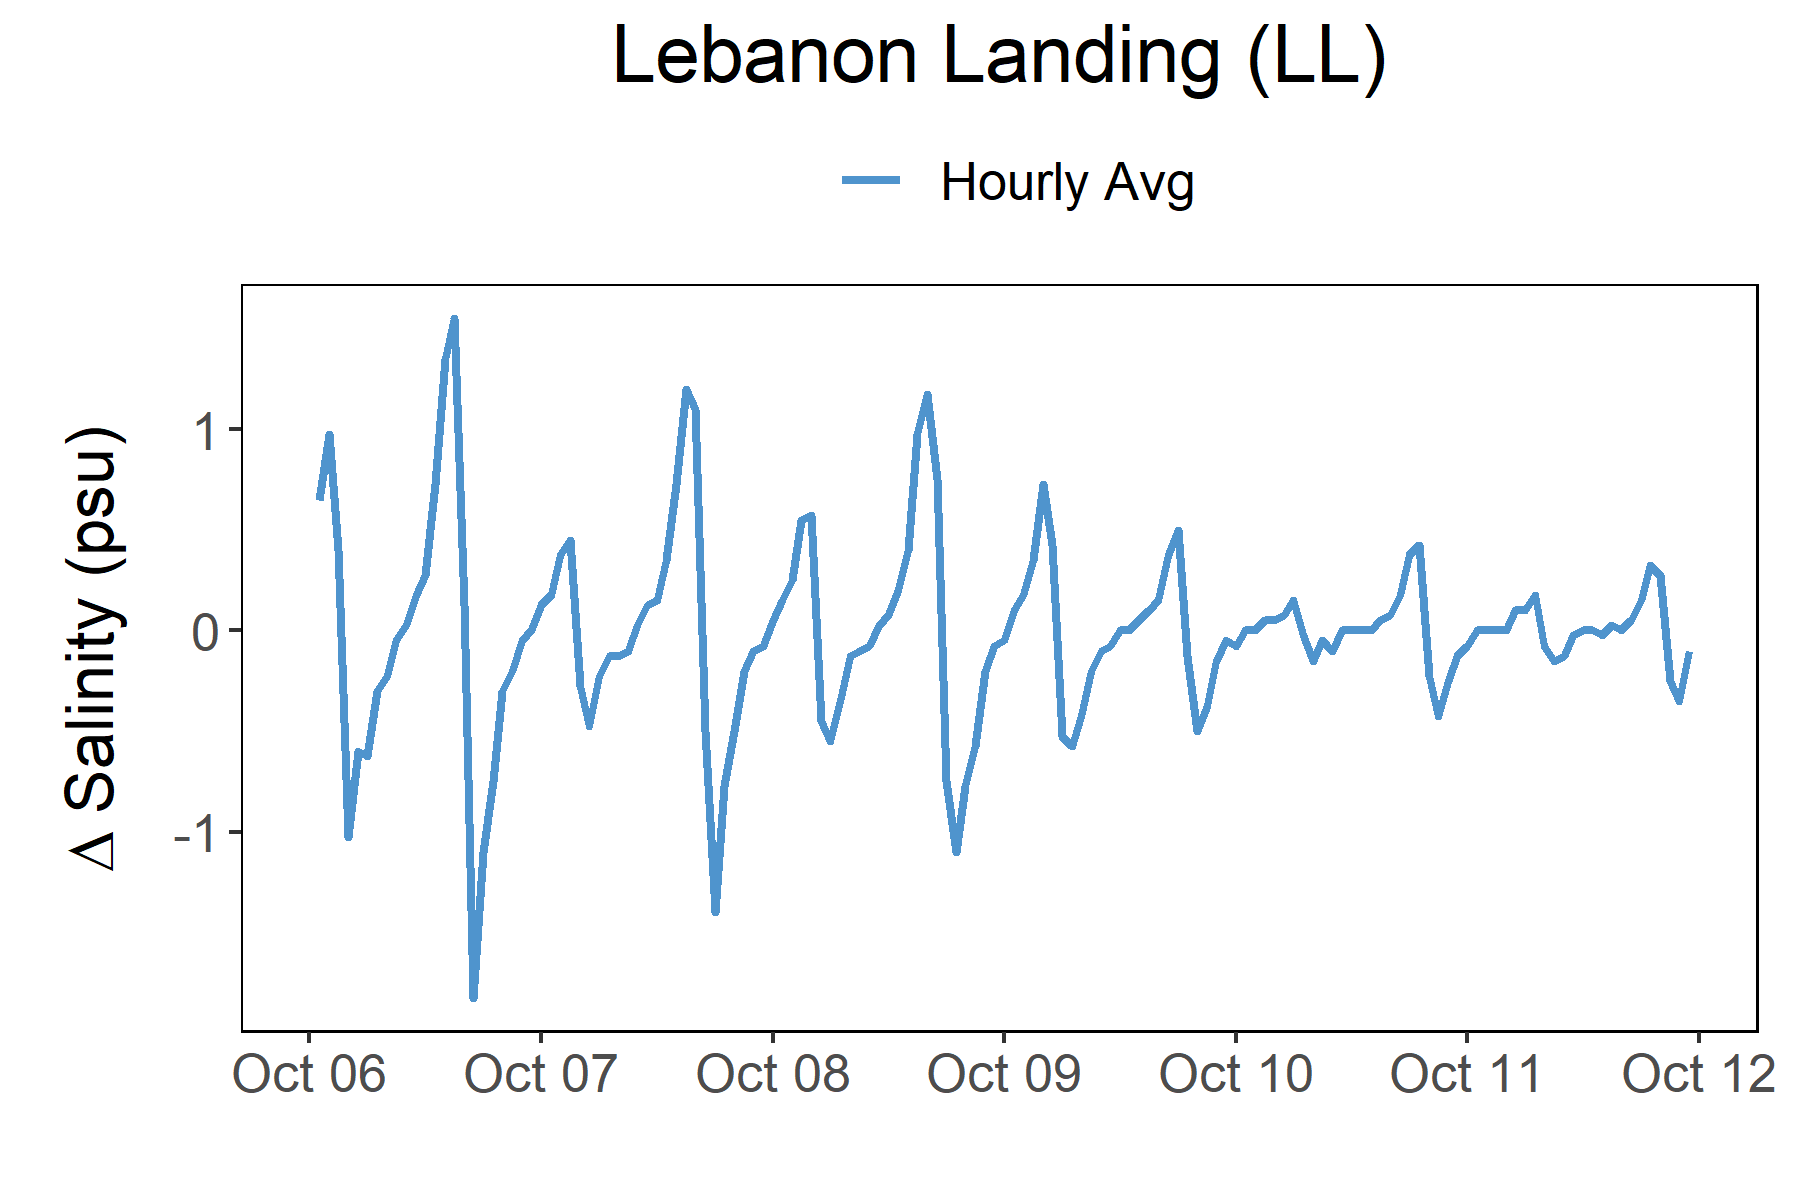 Lebanon Landing (LL)
Hourly Avg
Δ Salinity (psu)
1
0
-1
Oct 06 Oct 07 Oct 08 Oct 09 Oct 10 Oct 11 Oct 12